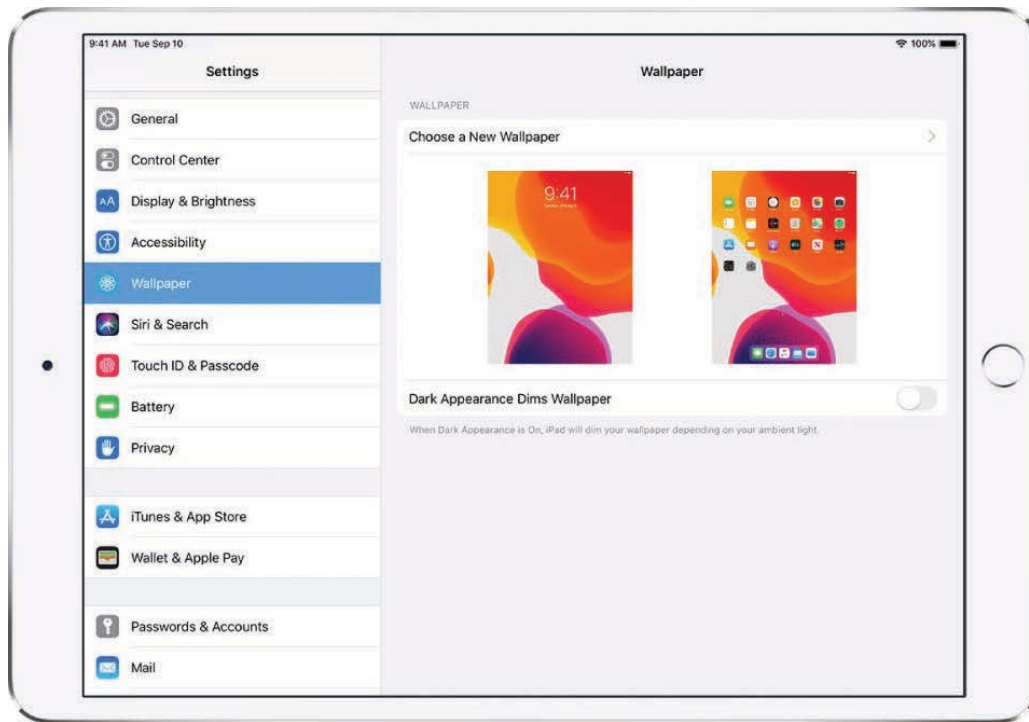 9:41 AM Tue Sep 10
100%
Settings
General
Control Center
AA Display & Brightness
Accessibility
Wallpaper
Siri & Search
Touch ID & Passcode
Battery
Privacy
iTunes & App Store
Wallet & Apple Pay
Passwords & Accounts
Mail
Wallpaper
WALLPAPER
Choose a New Wallpaper
9:41
Dark Appearance Dims Wallpaper
When Dark Appearance is On, iPad will dim your wallpaper depending on your ambient light.